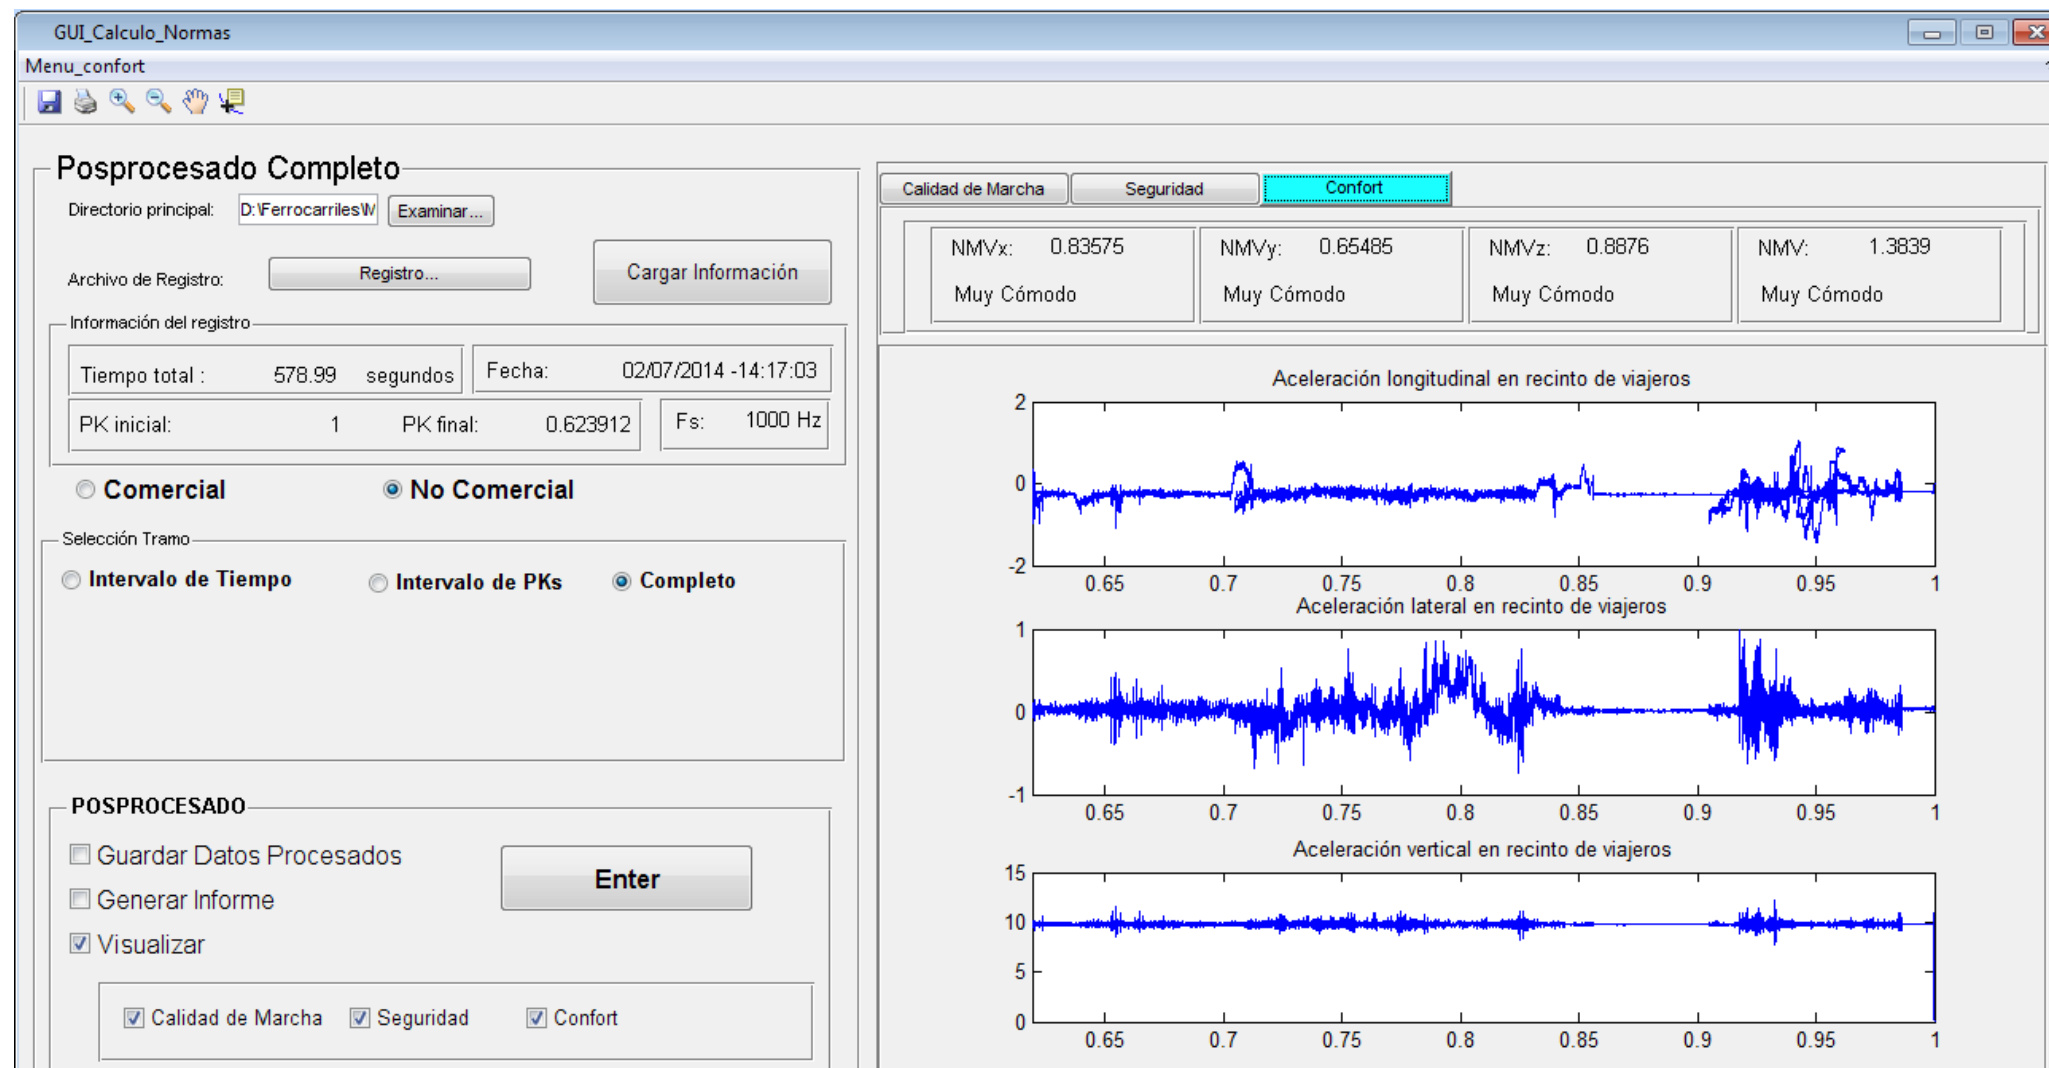 GUI_Calculo_Normas
Menu_confort
Posprocesado Completo
Directorio principal: D:\Ferrocarriles\ Examinar...
Archivo de Registro: Registro... Cargar Información
Información del registro
Tiempo total : 578.99 segundos Fecha: 02/07/2014 -14:17:03
PK inicial: 1 PK final: 0.623912 Fs: 1000 Hz
Comercial No Comercial
Selección Tramo
Intervalo de Tiempo Intervalo de PKs Completo
POSPROCESADO
Guardar Datos Procesados
Generar Informe
Enter
Visualizar
Calidad de Marcha Seguridad Confort
Calidad de Marcha Seguridad Confort
NMVx: 0.83575 NMVy: 0.65485 NMVz: 0.8876 NMV: 1.3839
Muy Cómodo Muy Cómodo Muy Cómodo Muy Cómodo
Aceleración longitudinal en recinto de viajeros
2
0
-2
0.65 0.7 0.75 0.8 0.85 0.9 0.95 1
Aceleración lateral en recinto de viajeros
1
0
-1
0.65 0.7 0.75 0.8 0.85 0.9 0.95 1
Aceleración vertical en recinto de viajeros
15
10
5
0
0.65 0.7 0.75 0.8 0.85 0.9 0.95 1